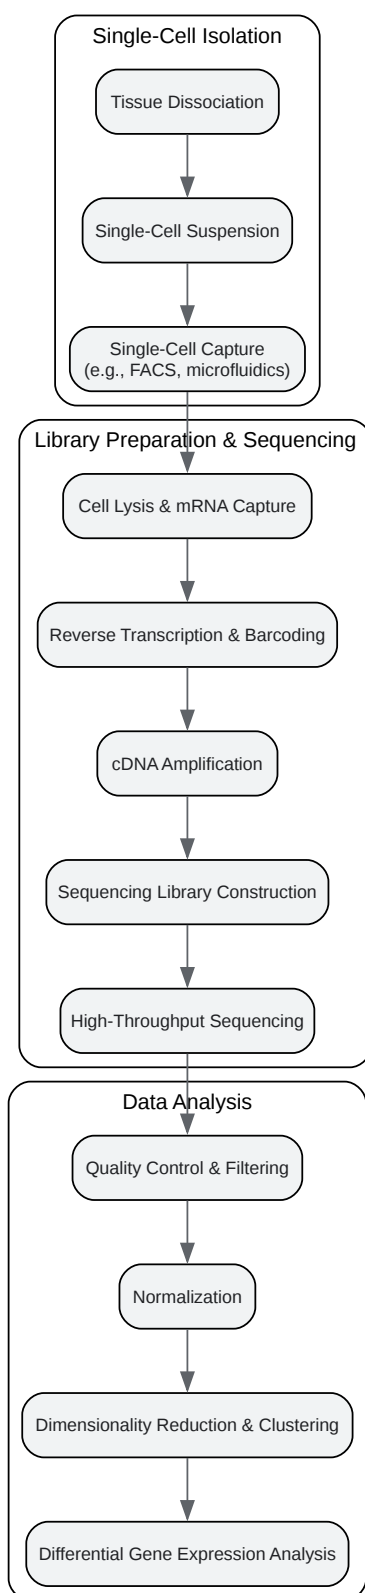 Single-Cell Isolation
Tissue Dissociation
Single-Cell Suspension
Single-Cell Capture
(e.g., FACS, microfluidics)
Library Preparation & Sequencing
Cell Lysis & mRNA Capture
Reverse Transcription & Barcoding
cDNA Amplification
Sequencing Library Construction
High-Throughput Sequencing
Data Analysis
Quality Control & Filtering
Normalization
Dimensionality Reduction & Clustering
Differential Gene Expression Analysis